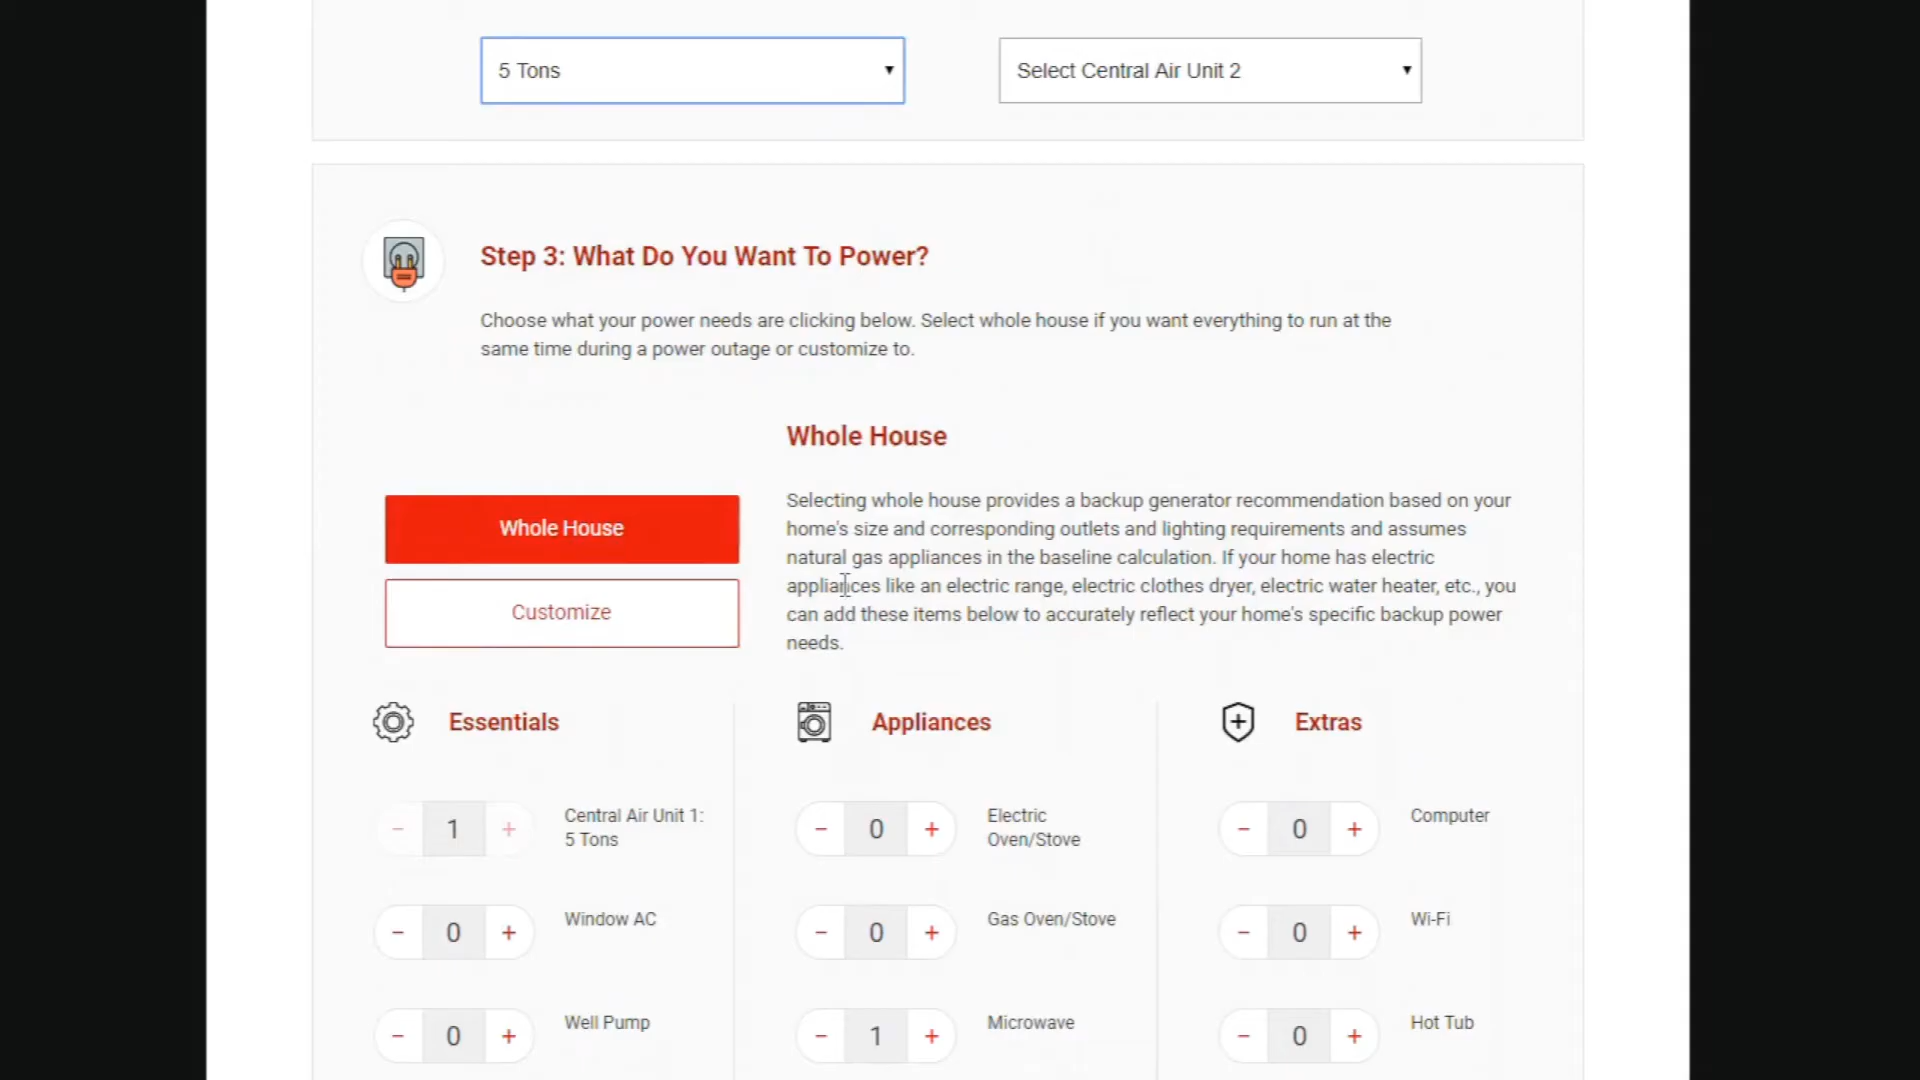 5 Tons
Select Central Air Unit 2
Step 3: What Do You Want To Power?
Choose what your power needs are clicking below. Select whole house if you want everything to run at the
same time during a power outage or customize to.
Whole House
Customize
Whole House
Selecting whole house provides a backup generator recommendation based on your
home's size and corresponding outlets and lighting requirements and assumes
natural gas appliances in the baseline calculation. If your home has electric
appliances like an electric range, electric clothes dryer, electric water heater, etc., you
can add these items below to accurately reflect your home's specific backup power
needs.
Essentials
− 1 +
Central Air Unit 1:
5 Tons
− 0 +
Window AC
− 0 +
Well Pump
Appliances
− 0 +
Electric
Oven/Stove
− 0 +
Gas Oven/Stove
− 1 +
Microwave
Extras
− 0 +
Computer
− 0 +
Wi-Fi
− 0 +
Hot Tub